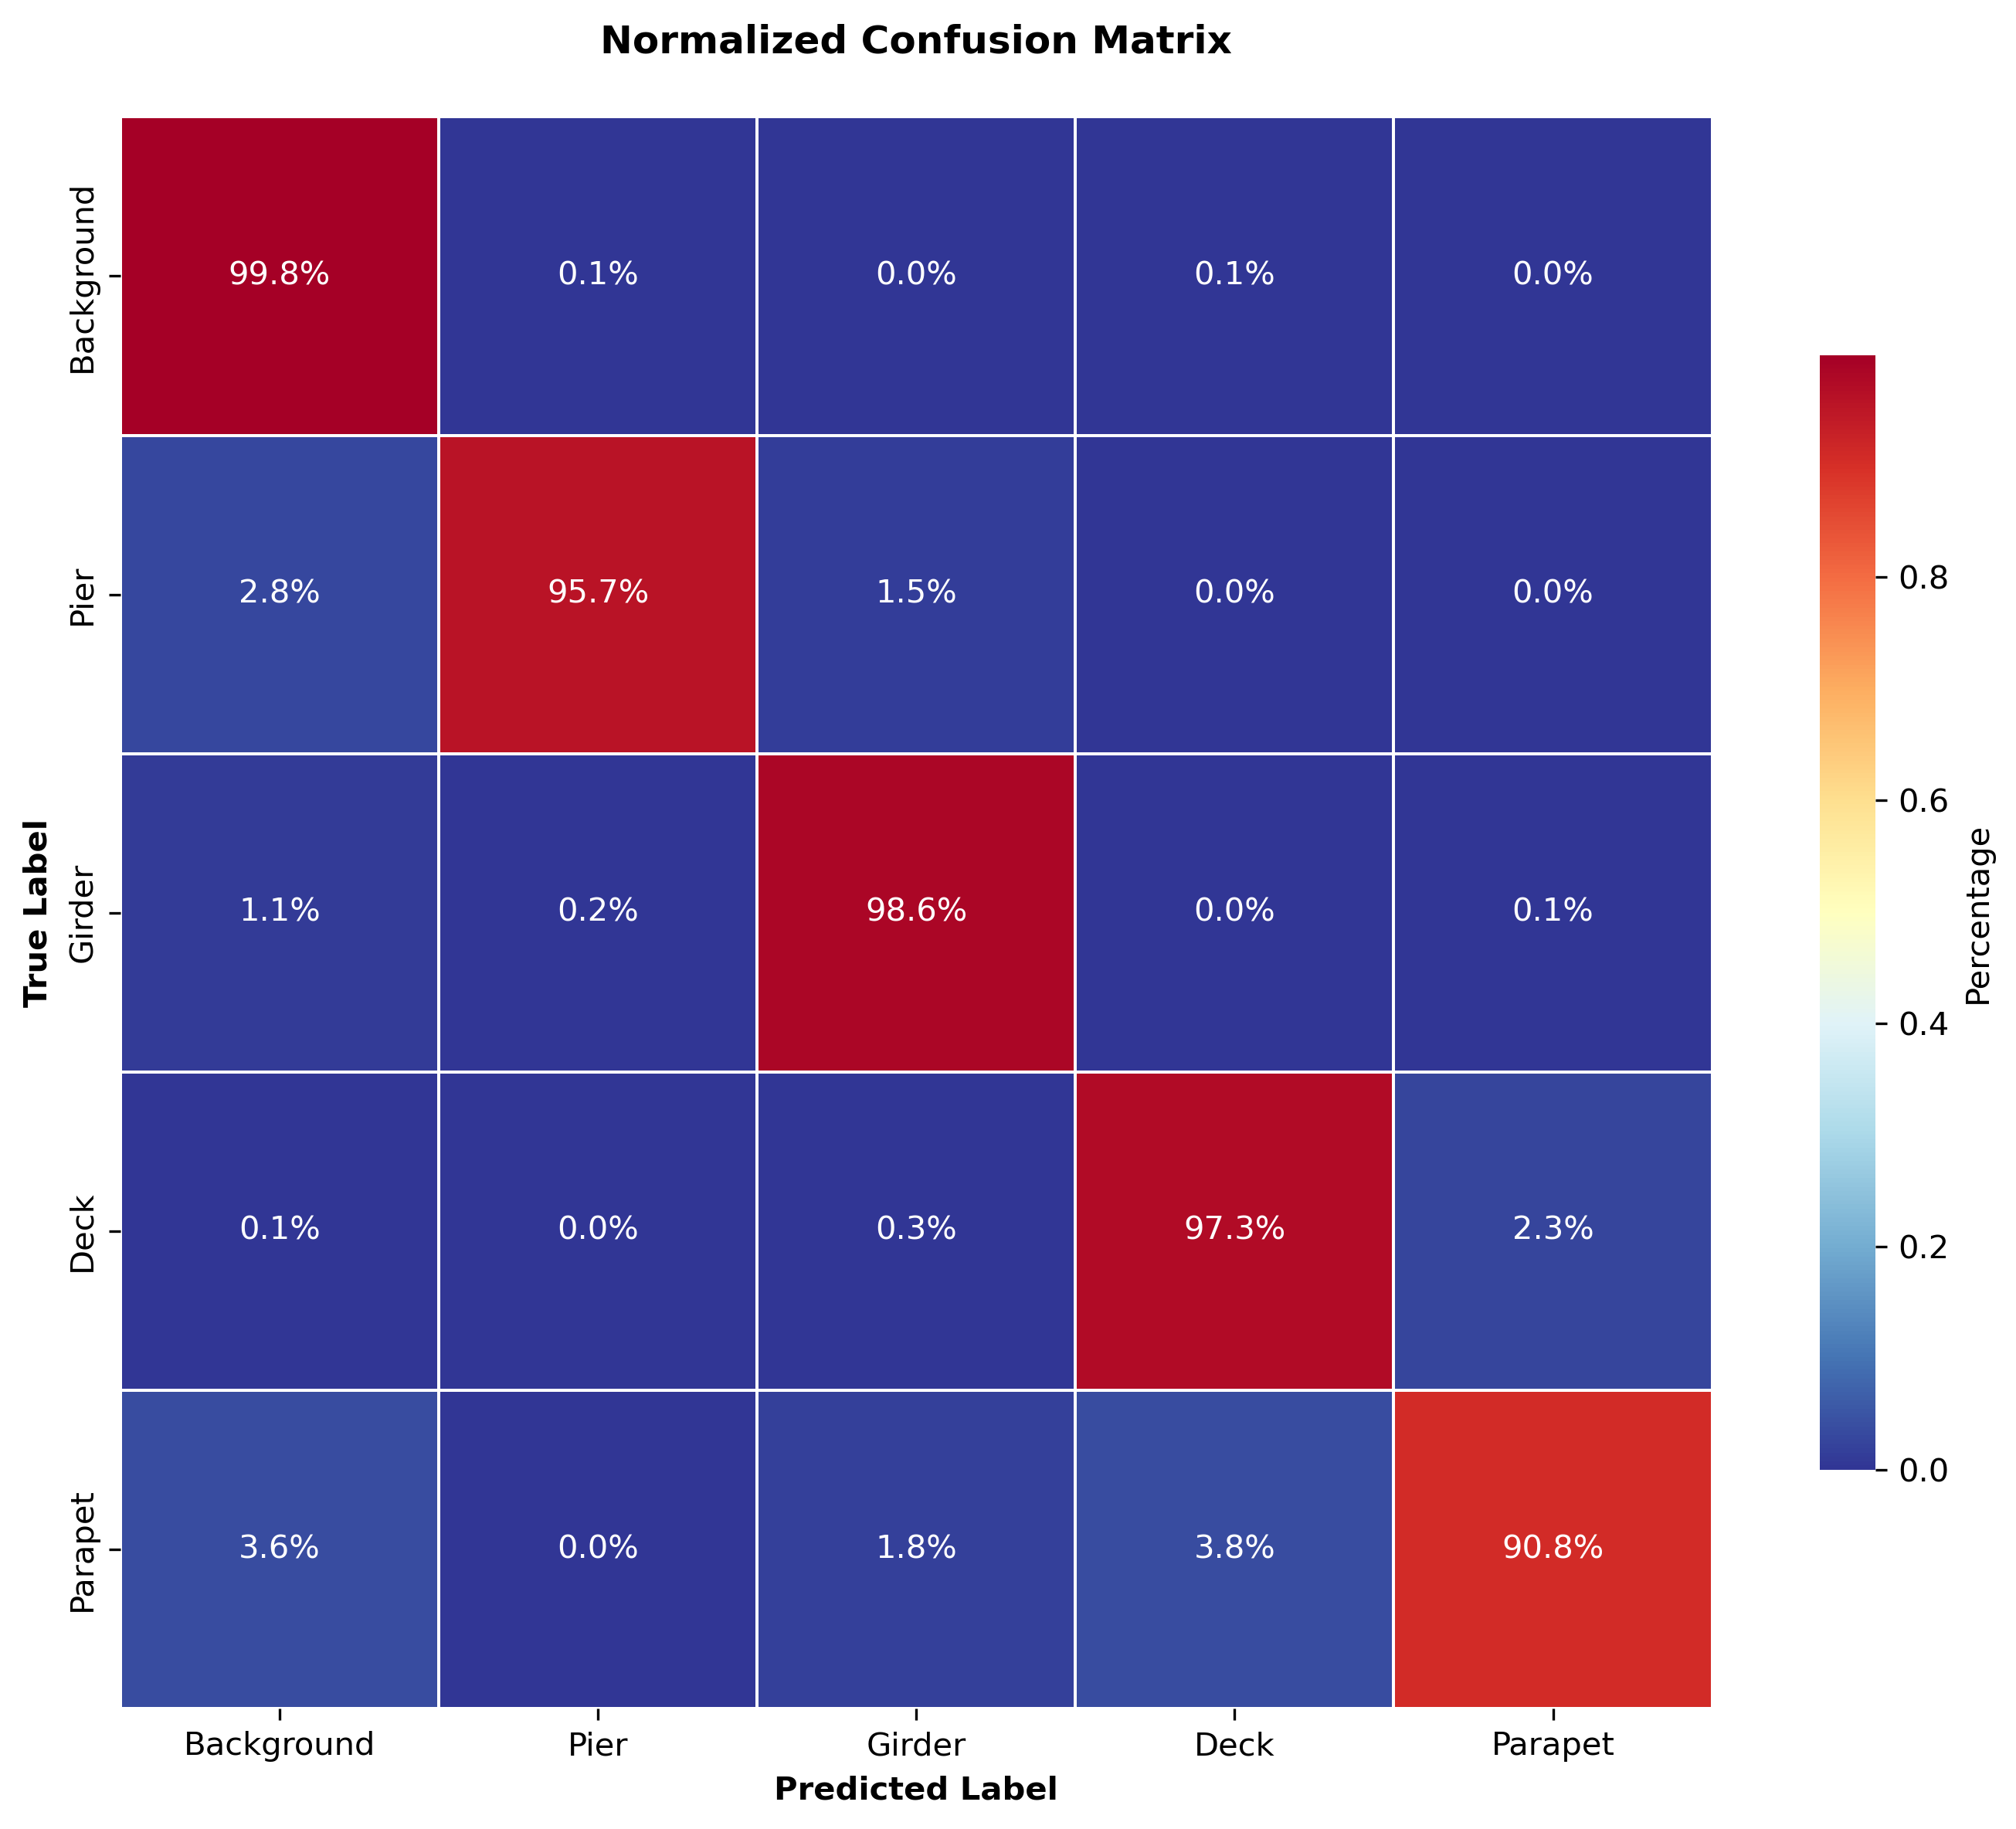 Normalized Confusion Matrix
True Label
Background
99.8% 0.1% 0.0% 0.1% 0.0%
Pier
2.8% 95.7% 1.5% 0.0% 0.0%
Girder
1.1% 0.2% 98.6% 0.0% 0.1%
Deck
0.1% 0.0% 0.3% 97.3% 2.3%
Parapet
3.6% 0.0% 1.8% 3.8% 90.8%
Background Pier Girder Deck Parapet
Predicted Label
0.8
0.6
0.4
0.2
0.0
Percentage